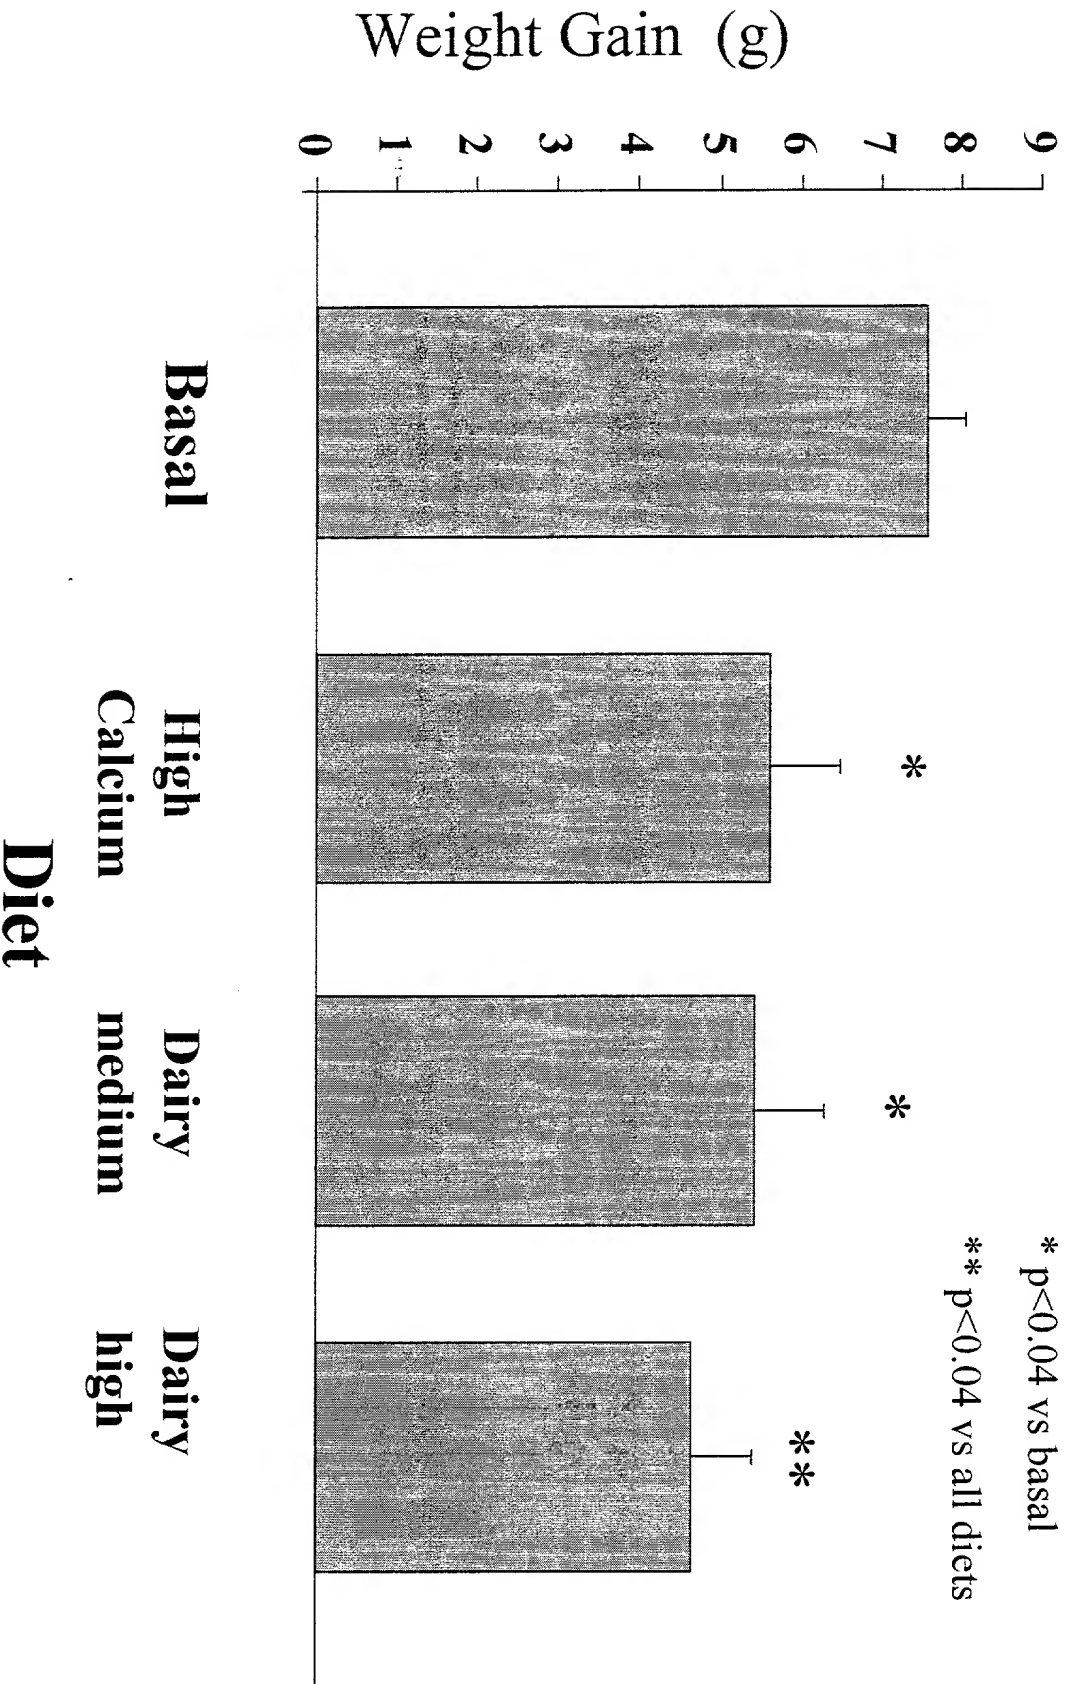 Weight Gain (g)
9
8
7
6
5
4
3
2
1
0
* p<0.04 vs basal
** p<0.04 vs all diets
*
*
**
Basal
High
Calcium
Dairy
medium
Dairy
high
Diet